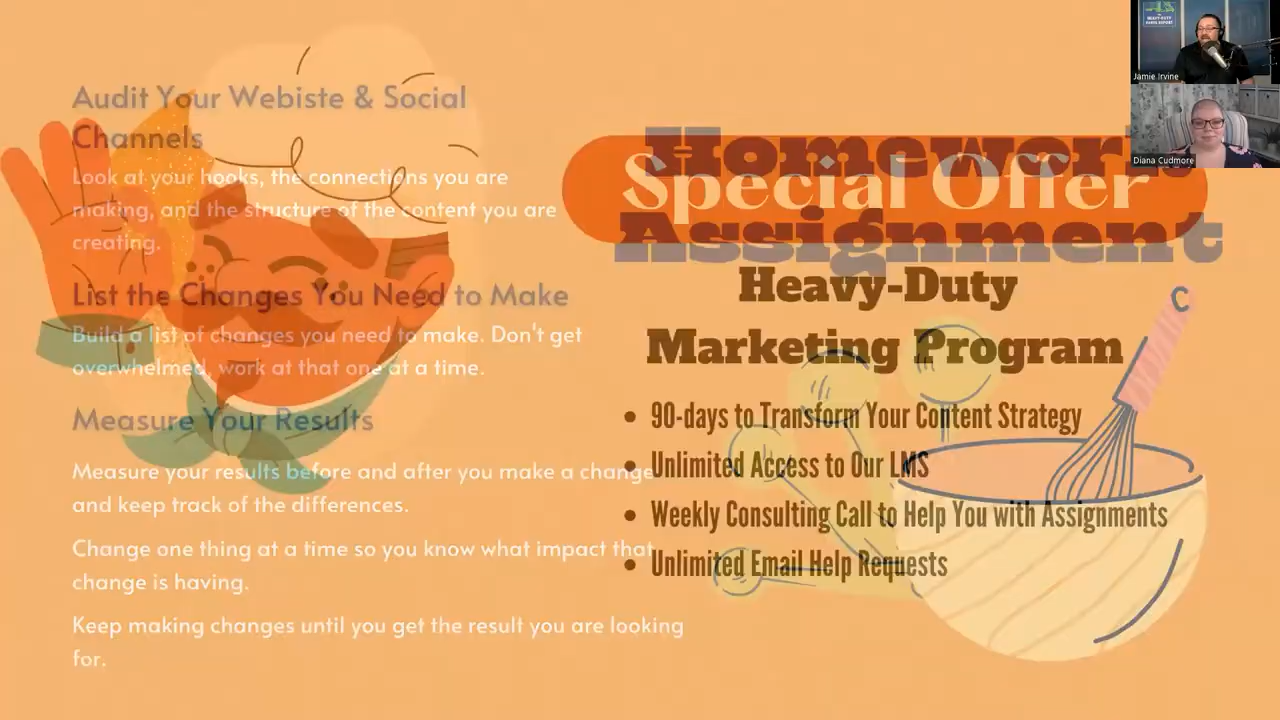 Audit Your Webiste & Social
Channels
Look at your hooks, the connections you are
making, and the structure of the content you are
creating.
List the Changes You Need to Make
Build a list of changes you need to make. Don't get
overwhelmed, work at that one at a time.
Measure Your Results
Measure your results before and after you make a change
and keep track of the differences.
Change one thing at a time so you know what impact that
change is having.
Keep making changes until you get the result you are looking
for.
Homework
Assignment
Special Offer
Heavy-Duty
Marketing Program
• 90-days to Transform Your Content Strategy
• Unlimited Access to Our LMS
• Weekly Consulting Call to Help You with Assignments
• Unlimited Email Help Requests
Jamie Irvine
Diana Cudmore